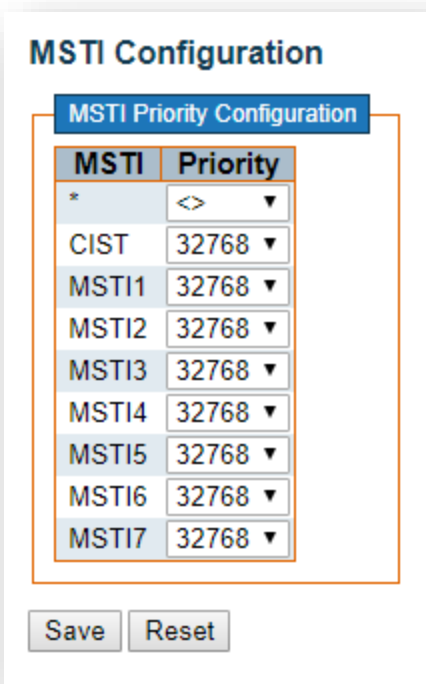 MSTI Configuration
MSTI Priority Configuration
MSTI Priority
* <>
CIST 32768
MSTI1 32768
MSTI2 32768
MSTI3 32768
MSTI4 32768
MSTI5 32768
MSTI6 32768
MSTI7 32768
Save Reset